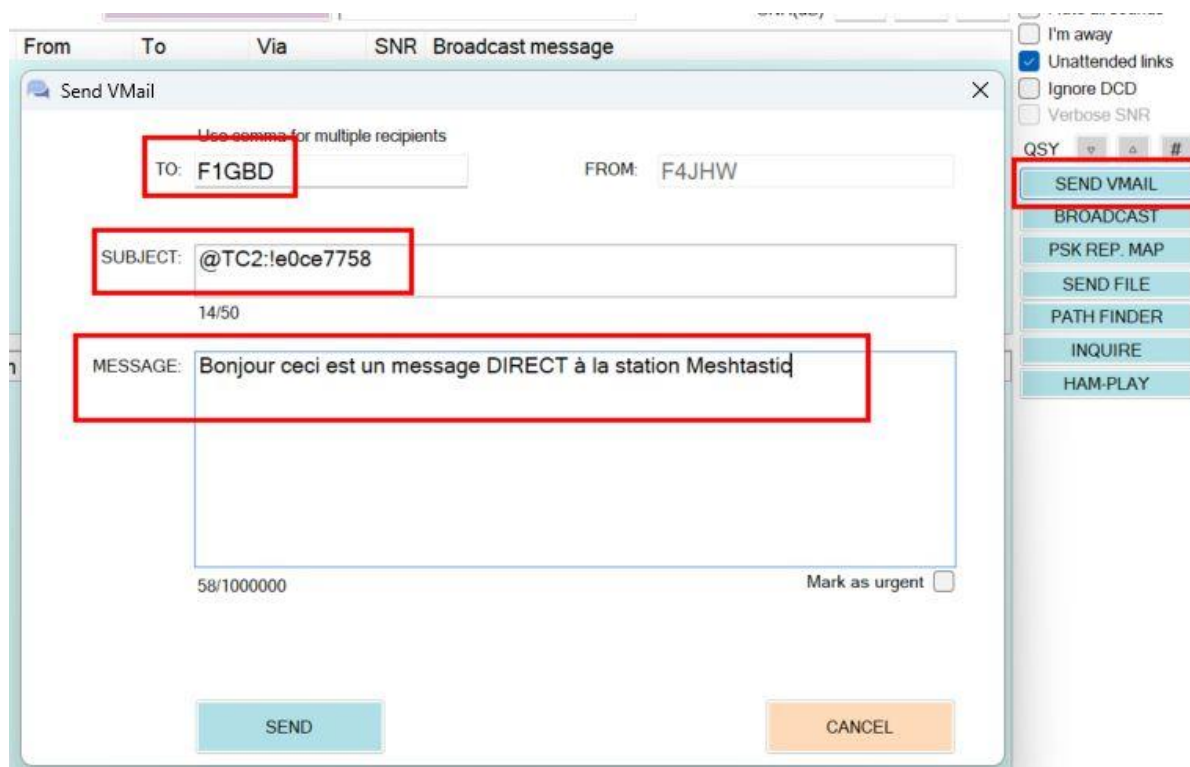 From To Via SNR Broadcast message
I'm away
Unattended links
Ignore DCD
Verbose SNR
QSY #
SEND VMAIL
BROADCAST
PSK REP. MAP
SEND FILE
PATH FINDER
INQUIRE
HAM-PLAY
Send VMail
Use comma for multiple recipients
TO: F1GBD FROM: F4JHW
SUBJECT: @TC2:!e0ce7758
14/50
MESSAGE: Bonjour ceci est un message DIRECT à la station Meshtastic
58/1000000
Mark as urgent
SEND CANCEL